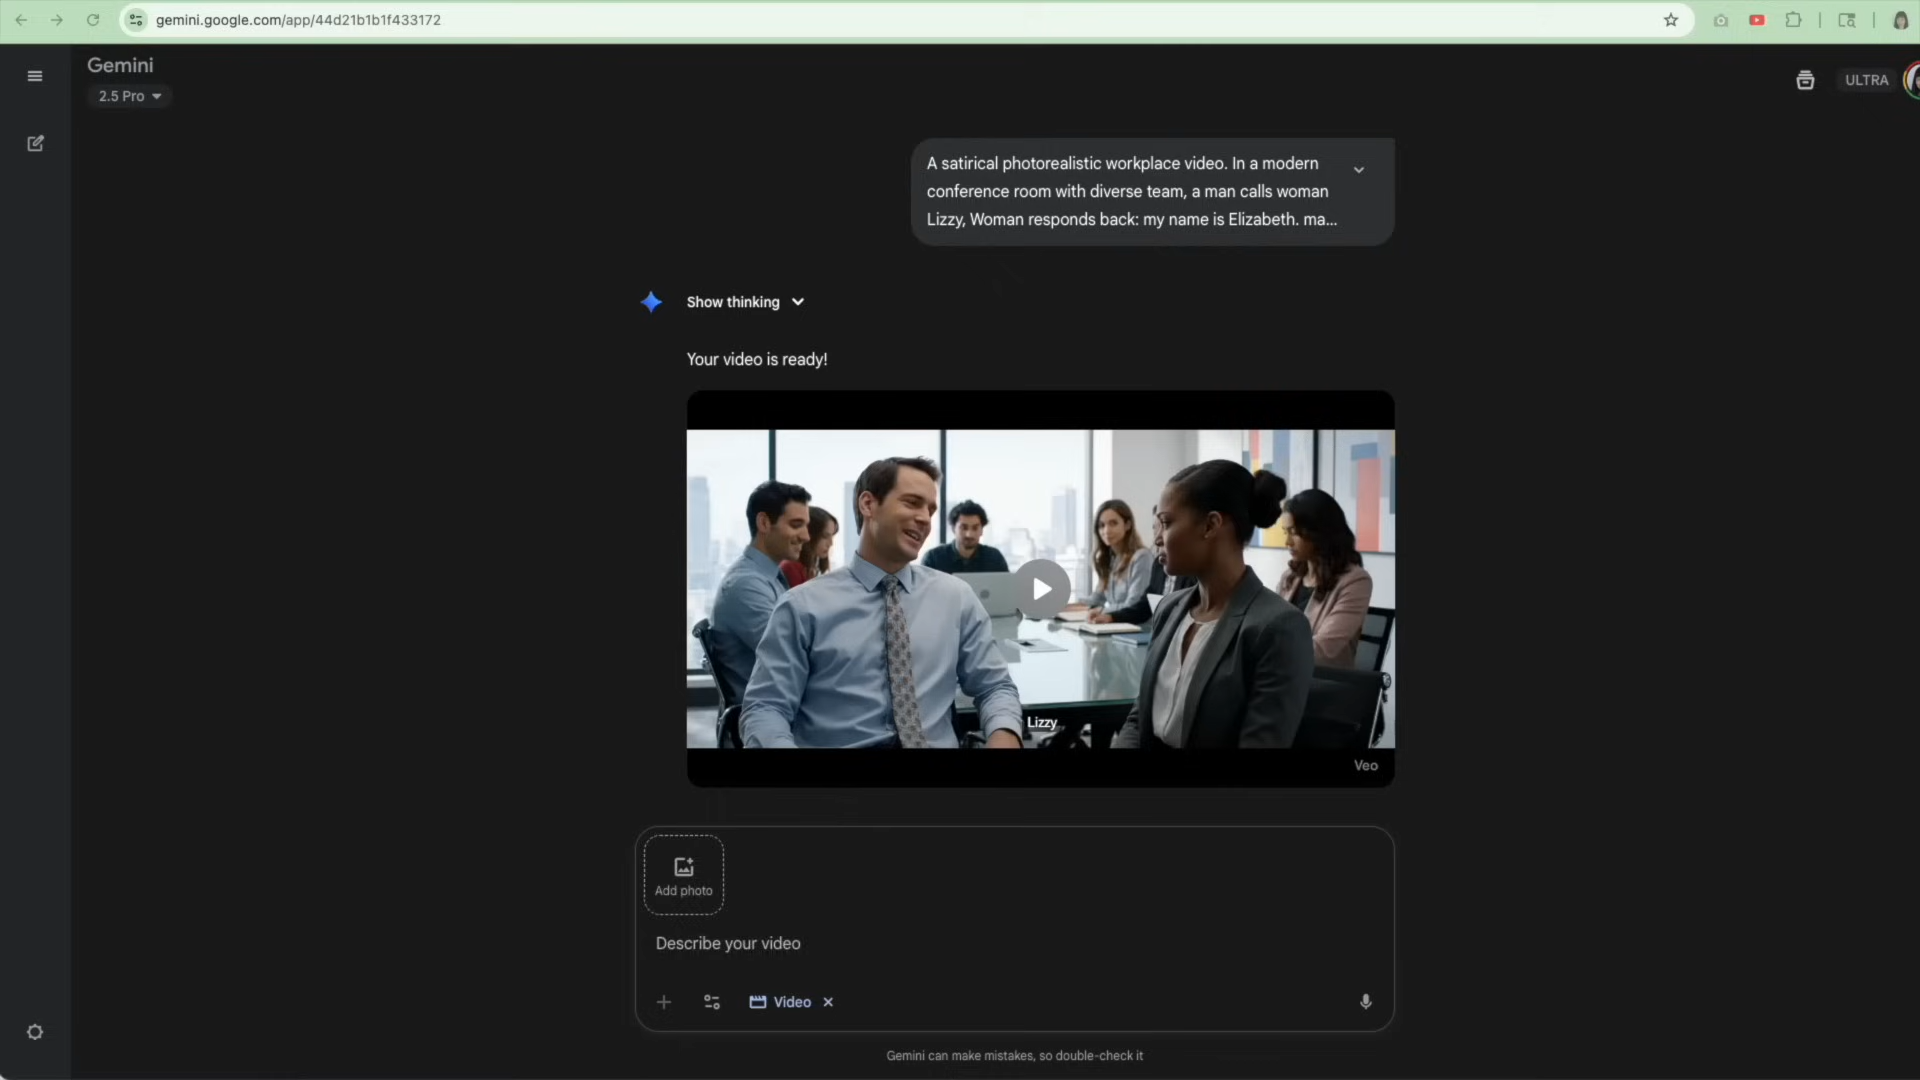 gemini.google.com/app/44d21b1b1f433172
Gemini
2.5 Pro
ULTRA
A satirical photorealistic workplace video. In a modern
conference room with diverse team, a man calls woman
Lizzy, Woman responds back: my name is Elizabeth. ma...
Show thinking
Your video is ready!
Lizzy
Veo
Add photo
Describe your video
Video
Gemini can make mistakes, so double-check it